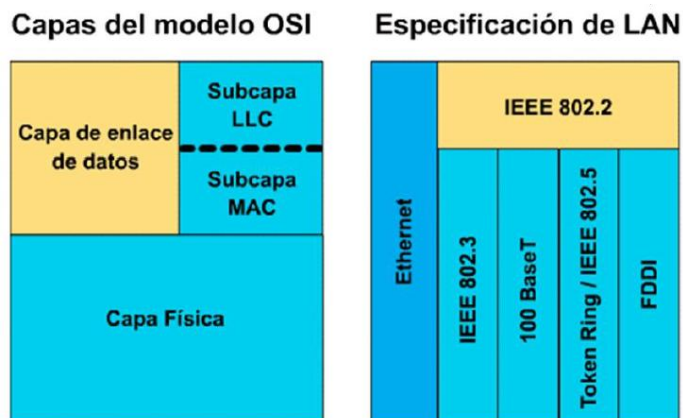 Capas del modelo OSI
Especificación de LAN
Capa de enlace
de datos
Subcapa
LLC
Subcapa
MAC
Capa Física
Ethernet
IEEE 802.2
IEEE 802.3
100 BaseT
Token Ring / IEEE 802.5
FDDI